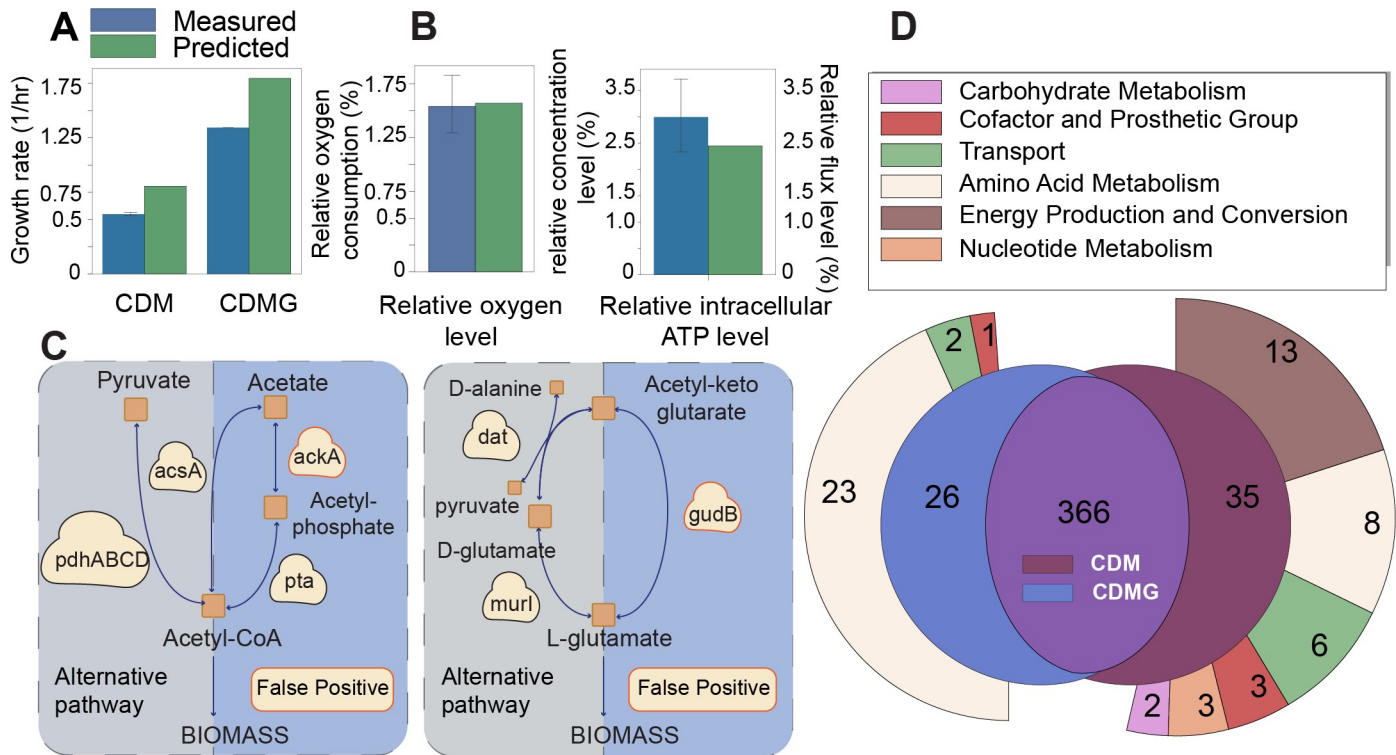 A
Measured
Predicted
Growth rate (1/hr)
1.75
1.25
0.75
0.5
0
CDM
CDMG
B
Relative oxygen
consumption (%)
1.75
1.25
0.75
0.5
0
Relative oxygen
level
relative concentration
level (%)
3.5
2.5
1.5
1.0
0
3.5
2.5
1.5
1.0
0
Relative flux level (%)
Relative intracellular
ATP level
C
Pyruvate
Acetate
acsA
ackA
Acetyl-
phosphate
pdhABCD
pta
Acetyl-CoA
Alternative
pathway
False Positive
BIOMASS
D-alanine
Acetyl-keto
glutarate
dat
pyruvate
gudB
D-glutamate
murI
L-glutamate
Alternative
pathway
False Positive
BIOMASS
D
Carbohydrate Metabolism
Cofactor and Prosthetic Group
Transport
Amino Acid Metabolism
Energy Production and Conversion
Nucleotide Metabolism
2
1
13
23
26
366
35
8
CDM
CDMG
6
3
3
2